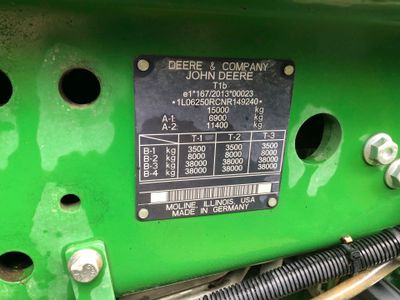 DEERE & COMPANY
JOHN DEERE
T1b
e1*167/2013*00023
*1L06250RCNR149240*
15000 kg
A-1: 6900 kg
A-2: 11400 kg
T-1 T-2 T-3
B-1 kg 3500 3500 3500
B-2 kg 8000 8000 8000
B-3 kg 38000 38000 38000
B-4 kg 38000 38000 38000
MOLINE, ILLINOIS, USA
MADE IN GERMANY